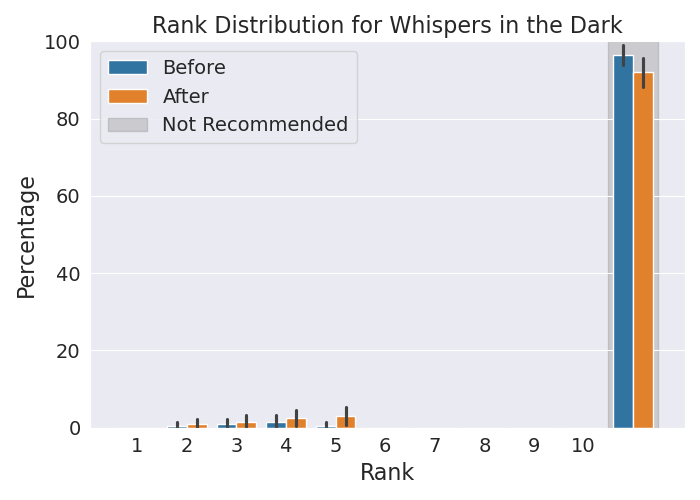 Rank Distribution for Whispers in the Dark
100
80
60
40
20
0
Percentage
Before
After
Not Recommended
1 2 3 4 5 6 7 8 9 10
Rank